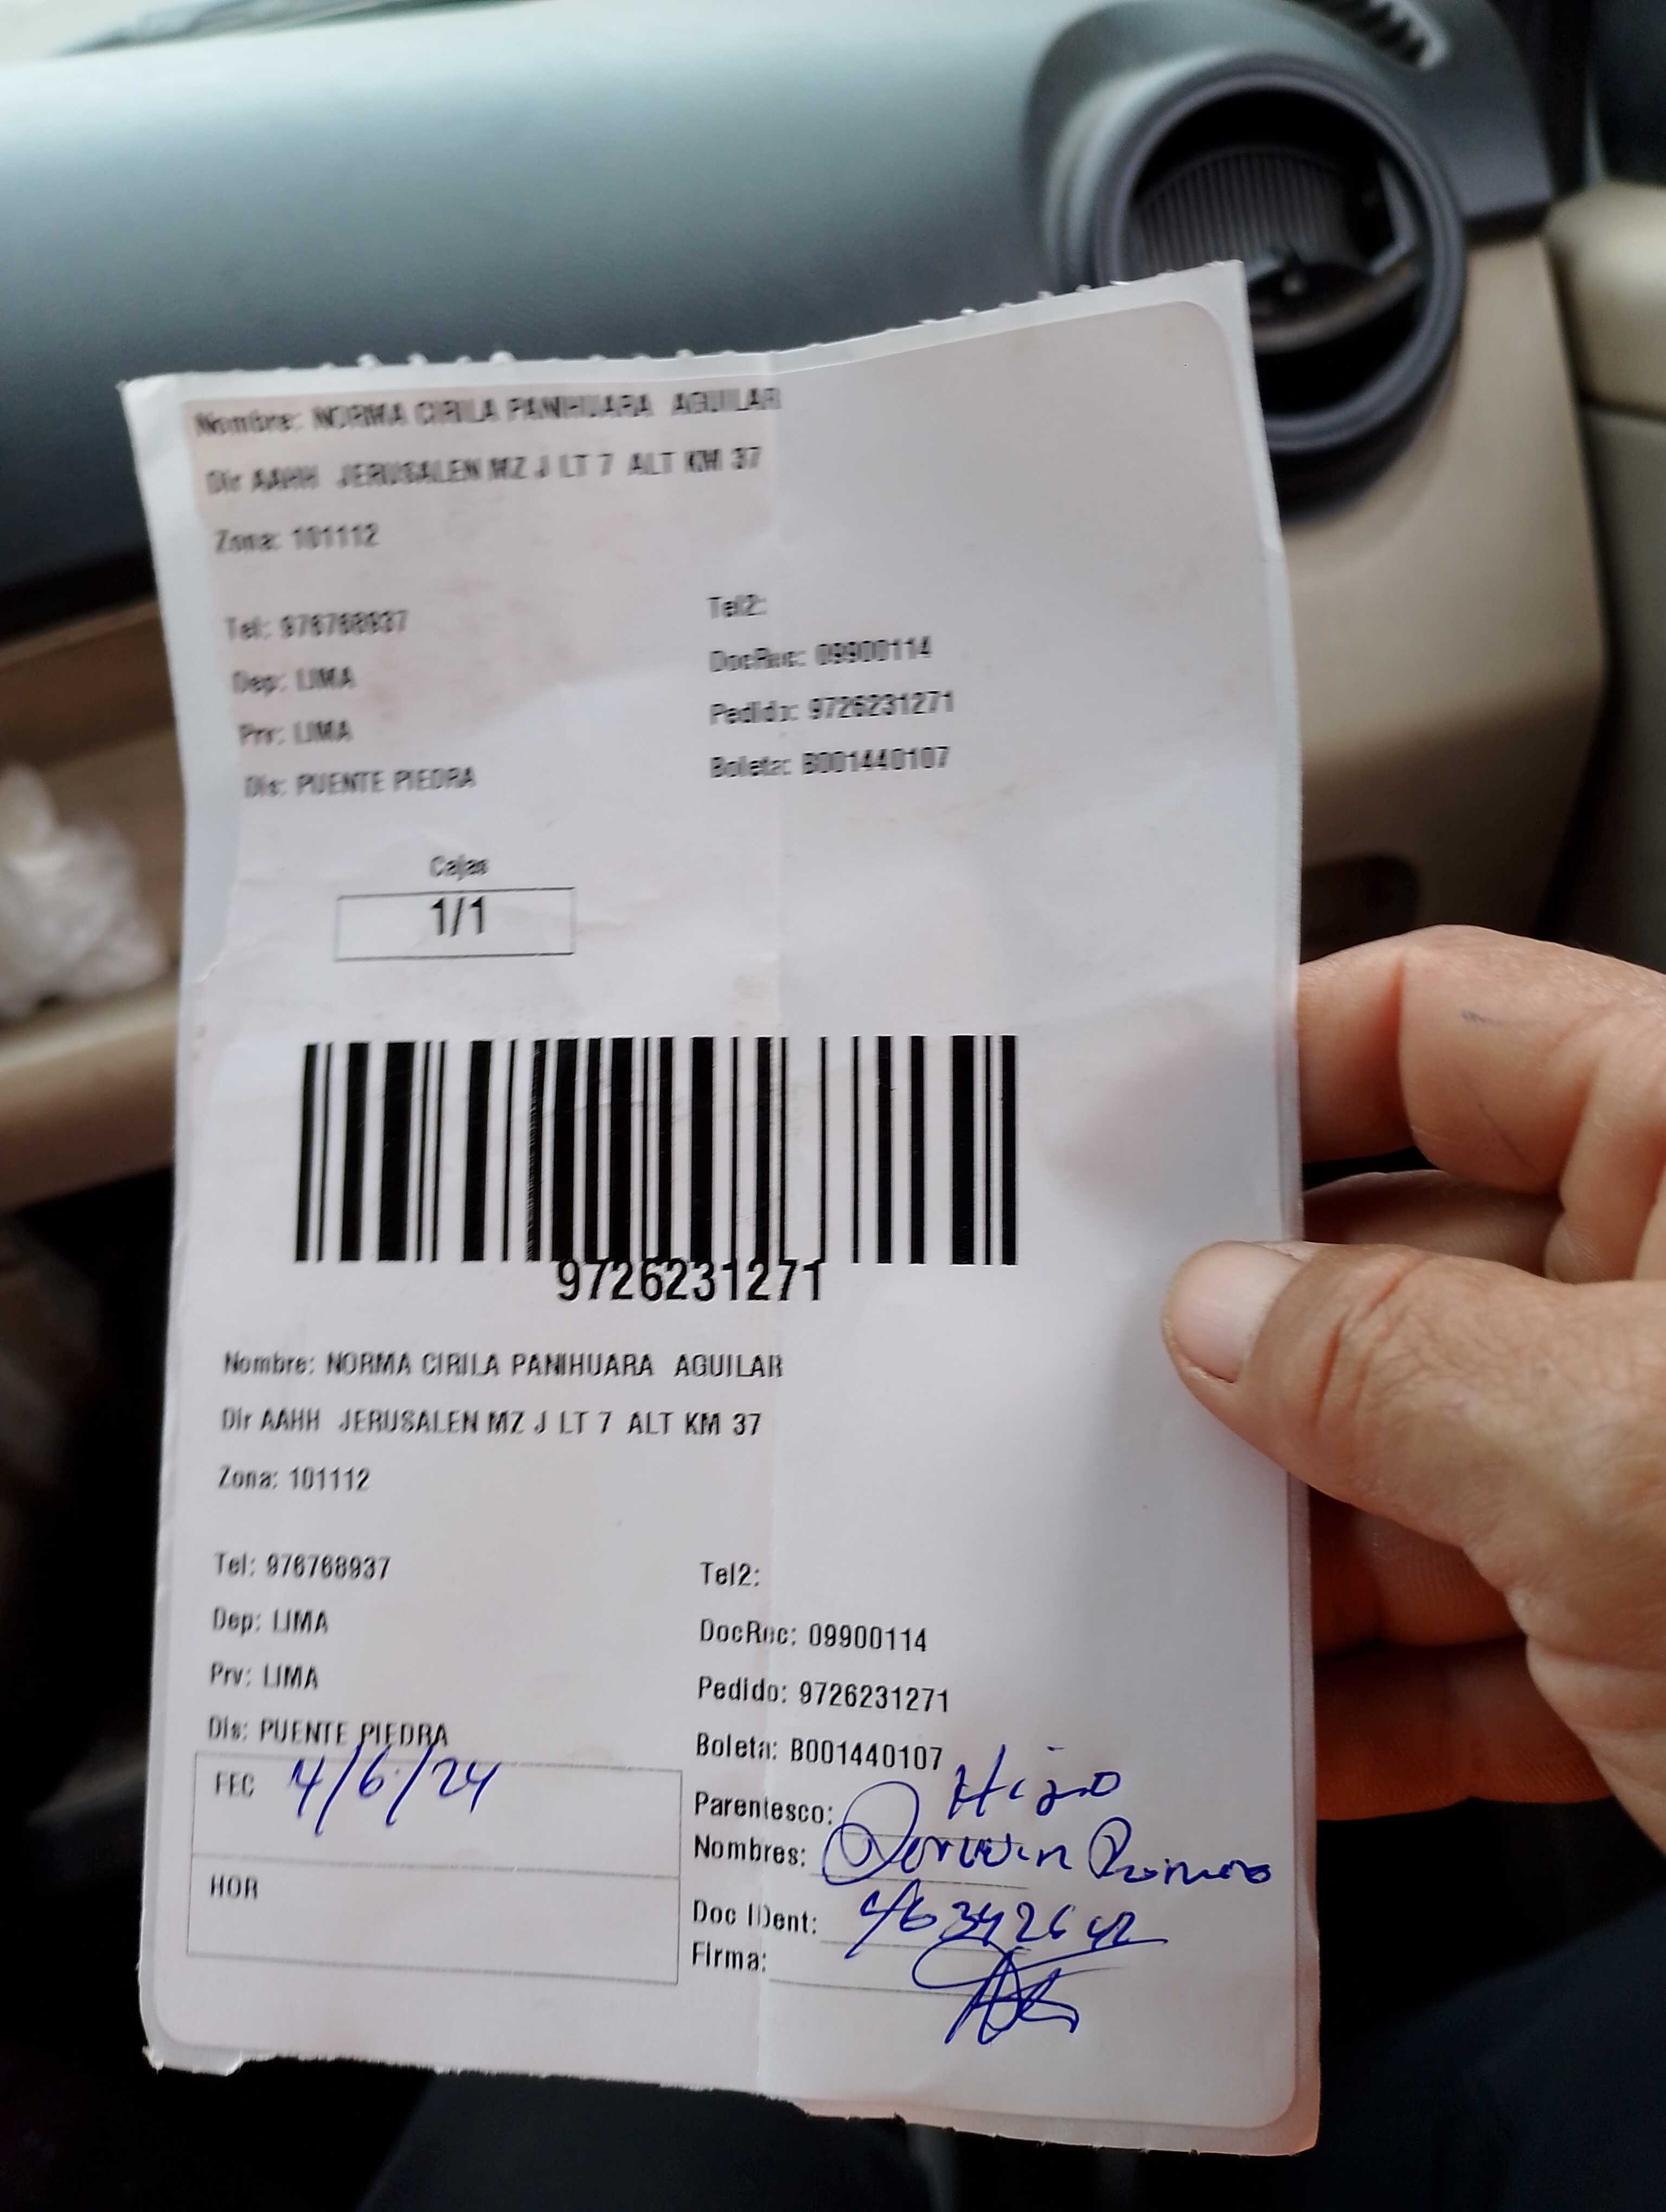 Nombre: NORMA CIRILA PANIHUARA AGUILAR
Dir AAHH JERUSALEN MZ J LT 7 ALT KM 37
Zona: 101112
Tel: 976768937
Tel2:
Dep: LIMA
DocRec: 09900114
Prv: LIMA
Pedido: 9726231271
Dis: PUENTE PIEDRA
Boleta: B001440107
Cajas
1/1
9726231271
Nombre: NORMA CIRILA PANIHUARA AGUILAR
Dir AAHH JERUSALEN MZ J LT 7 ALT KM 37
Zona: 101112
Tel: 976768937
Tel2:
Dep: LIMA
DocRec: 09900114
Prv: LIMA
Pedido: 9726231271
Dis: PUENTE PIEDRA
Boleta: B001440107
FEC 4/6/24
Parentesco: Hijo
Nombres:
HOR
Doc IDent: 46342642
Firma: